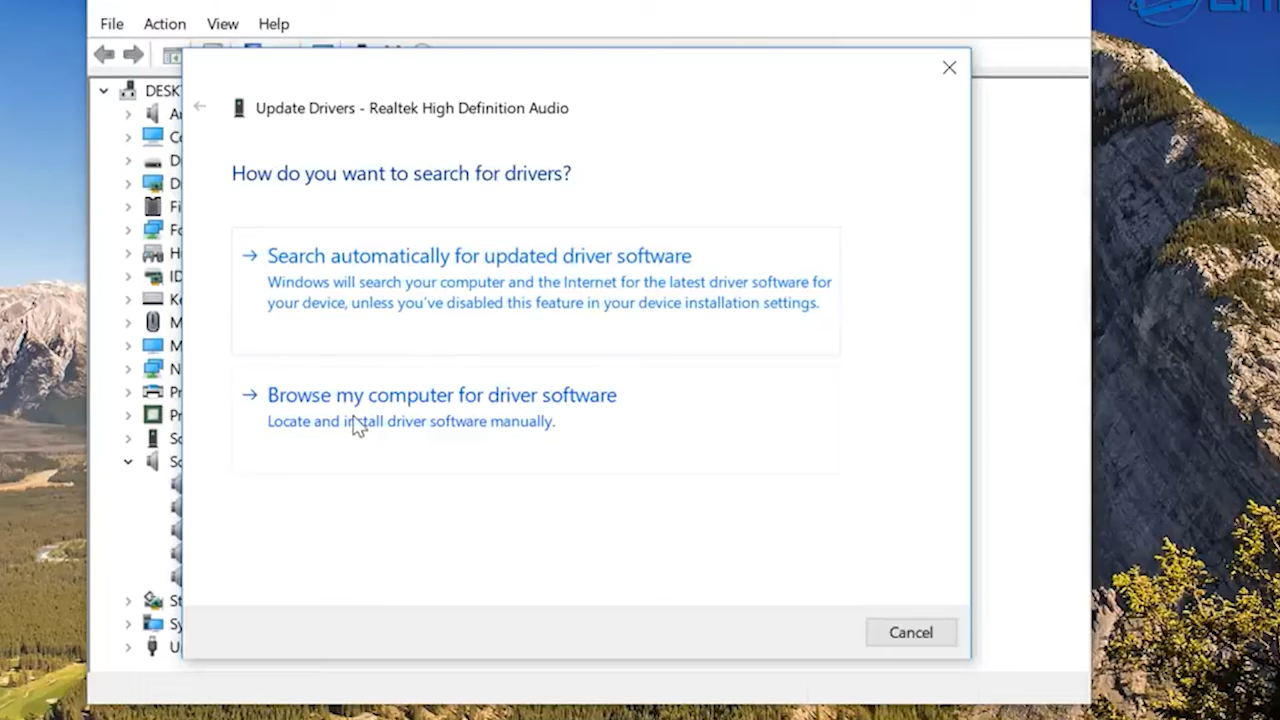 File Action View Help
DESK
Update Drivers - Realtek High Definition Audio
How do you want to search for drivers?
Search automatically for updated driver software
Windows will search your computer and the Internet for the latest driver software for
your device, unless you've disabled this feature in your device installation settings.
Browse my computer for driver software
Locate and install driver software manually.
Cancel